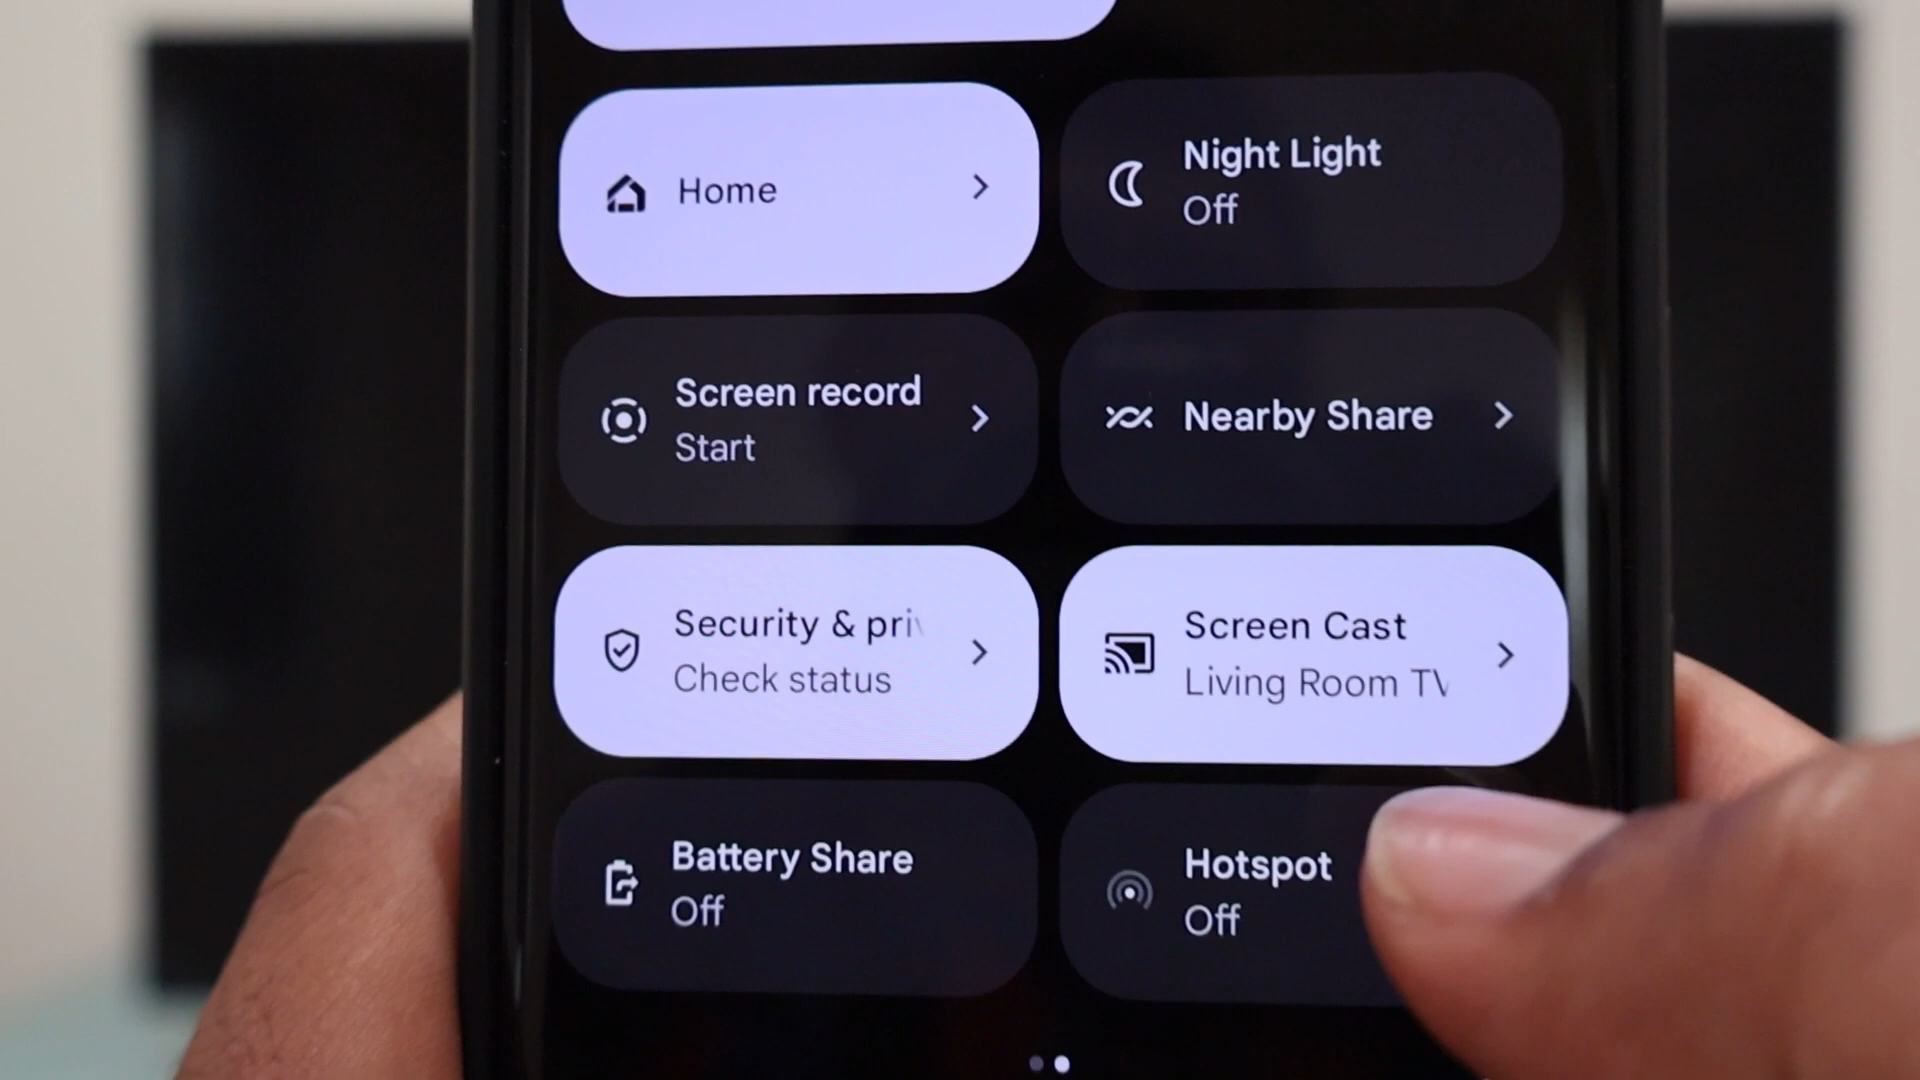 Home
Night Light
Off
Screen record
Start
Nearby Share
Security & priv
Check status
Screen Cast
Living Room TV
Battery Share
Off
Hotspot
Off